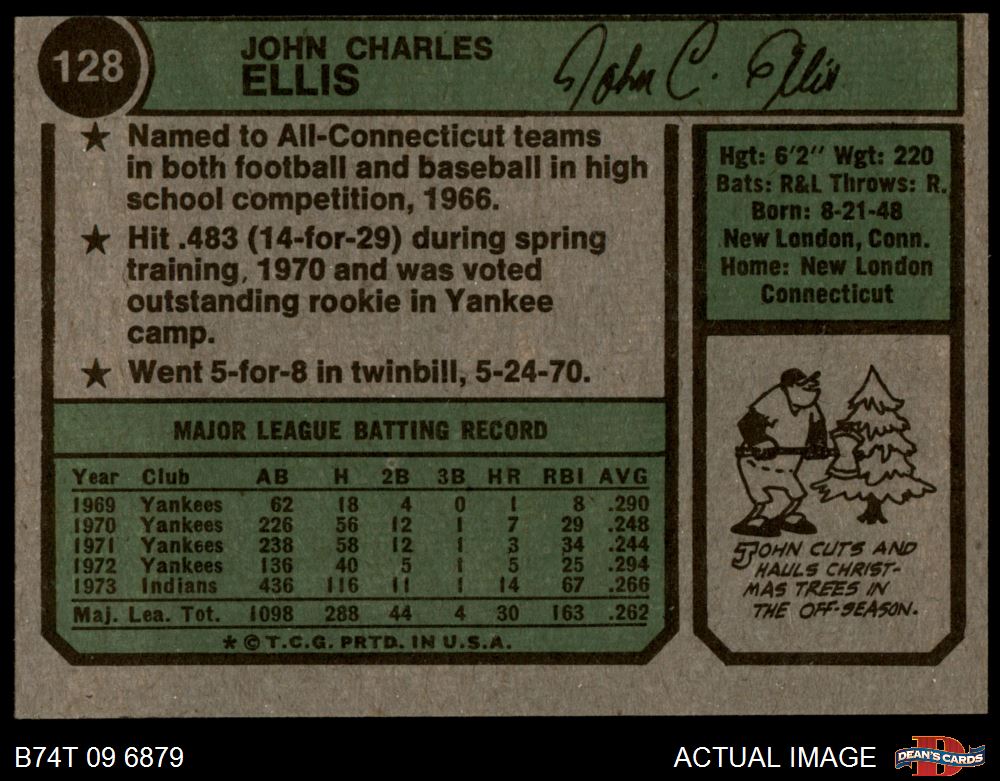 128
JOHN CHARLES
ELLIS
John C. Ellis
★ Named to All-Connecticut teams
in both football and baseball in high
school competition, 1966.
★ Hit .483 (14-for-29) during spring
training, 1970 and was voted
outstanding rookie in Yankee
camp.
★ Went 5-for-8 in twinbill, 5-24-70.
MAJOR LEAGUE BATTING RECORD
Year Club AB H 2B 3B HR RBI AVG
1969 Yankees 62 18 4 0 1 8 .290
1970 Yankees 226 56 12 1 7 29 .248
1971 Yankees 238 58 12 1 3 34 .244
1972 Yankees 136 40 5 1 5 25 .294
1973 Indians 436 116 11 1 14 67 .266
Maj. Lea. Tot. 1098 288 44 4 30 163 .262
* © T.C.G. PRTD. IN U.S.A.
Hgt: 6'2" Wgt: 220
Bats: R&L Throws: R.
Born: 8-21-48
New London, Conn.
Home: New London
Connecticut
JOHN CUTS AND
HAULS CHRIST-
MAS TREES IN
THE OFF-SEASON.
B74T 09 6879
ACTUAL IMAGE
D
DEAN'S CARDS